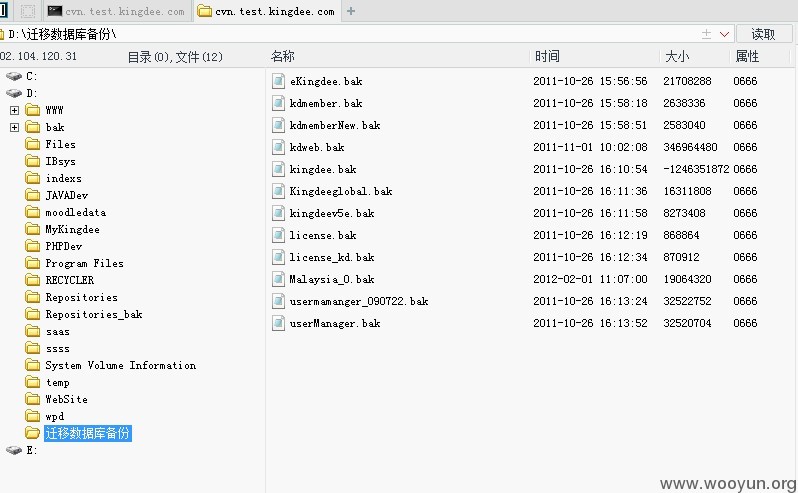 cvn.test.kingdee.com cvn.test.kingdee.com
D:\迁移数据库备份\ 读取
02.104.120.31 目录(0),文件(12) 名称 时间 大小 属性
C:
D:
WWW
bak
Files
IBsys
indexs
JAVADev
moodledata
MyKingdee
PHPDev
Program Files
RECYCLER
Repositories
Repositories_bak
saas
ssss
System Volume Information
temp
WebSite
wpd
迁移数据库备份
E:
eKingdee.bak 2011-10-26 15:56:56 21708288 0666
kdmember.bak 2011-10-26 15:58:18 2638336 0666
kdmemberNew.bak 2011-10-26 15:58:51 2583040 0666
kdweb.bak 2011-11-01 10:02:08 346964480 0666
kingdee.bak 2011-10-26 16:10:54 -1246351872 0666
Kingdeeglobal.bak 2011-10-26 16:11:36 16311808 0666
kingdeev5e.bak 2011-10-26 16:11:58 8273408 0666
license.bak 2011-10-26 16:12:19 868864 0666
license_kd.bak 2011-10-26 16:12:34 870912 0666
Malaysia_0.bak 2012-02-01 11:07:00 19064320 0666
usermamanger_090722.bak 2011-10-26 16:13:24 32522752 0666
userManager.bak 2011-10-26 16:13:52 32520704 0666
www.wooyun.org